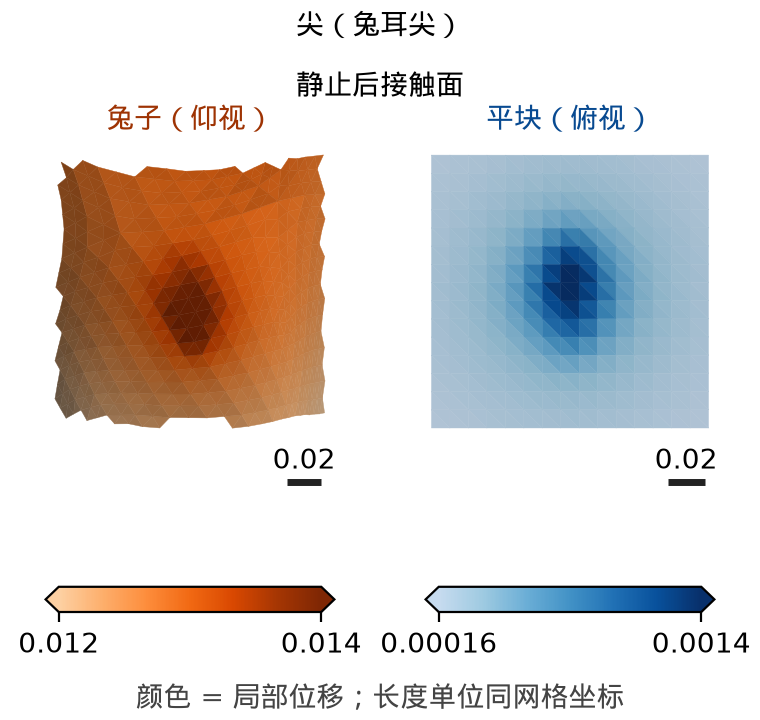 尖（兔耳尖）
静止后接触面
兔子（仰视）
平块（俯视）
0.02
0.02
0.012
0.014
0.00016
0.0014
颜色 = 局部位移；长度单位同网格坐标